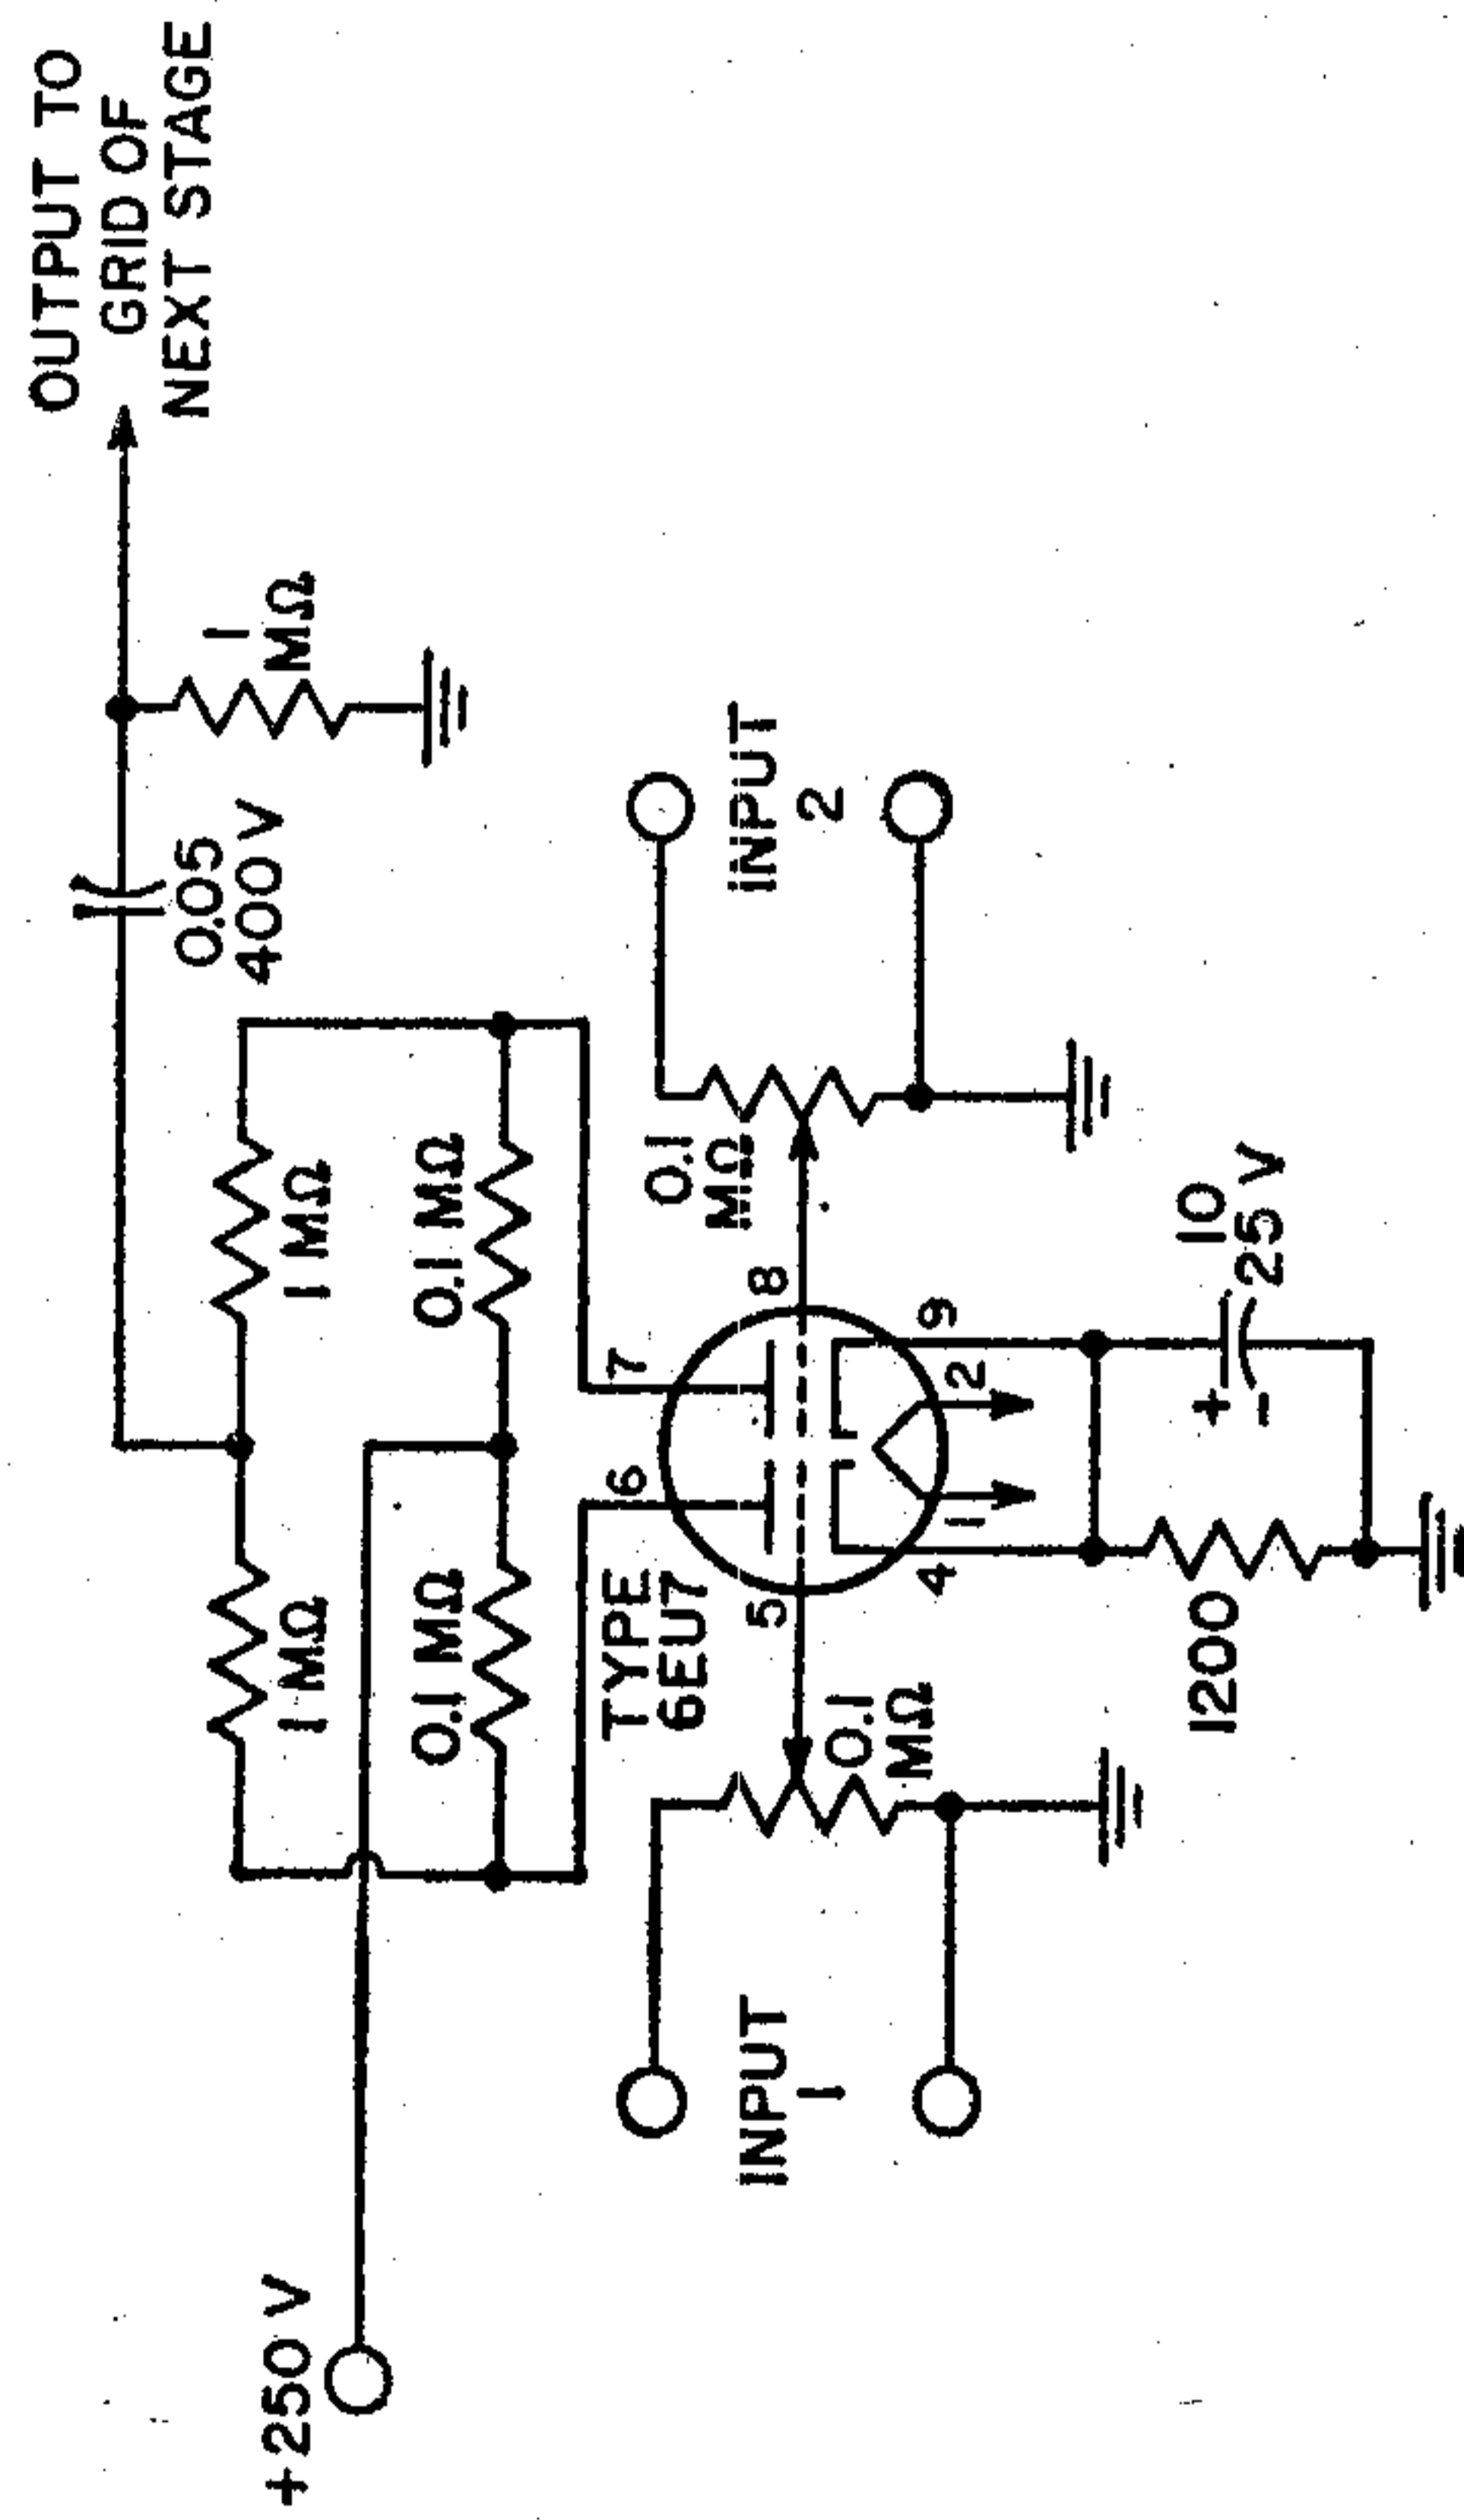 OUTPUT TO
GRID OF
NEXT STAGE
+250 V
1 MΩ
1 MΩ
0.05
400 V
1
MΩ
0.1 MΩ
0.1 MΩ
TYPE
6EU7
6
7
5
8
4
1
2
9
INPUT
1
0.1
MΩ
0.1
MΩ
INPUT
2
1200
+
-
10
25 V